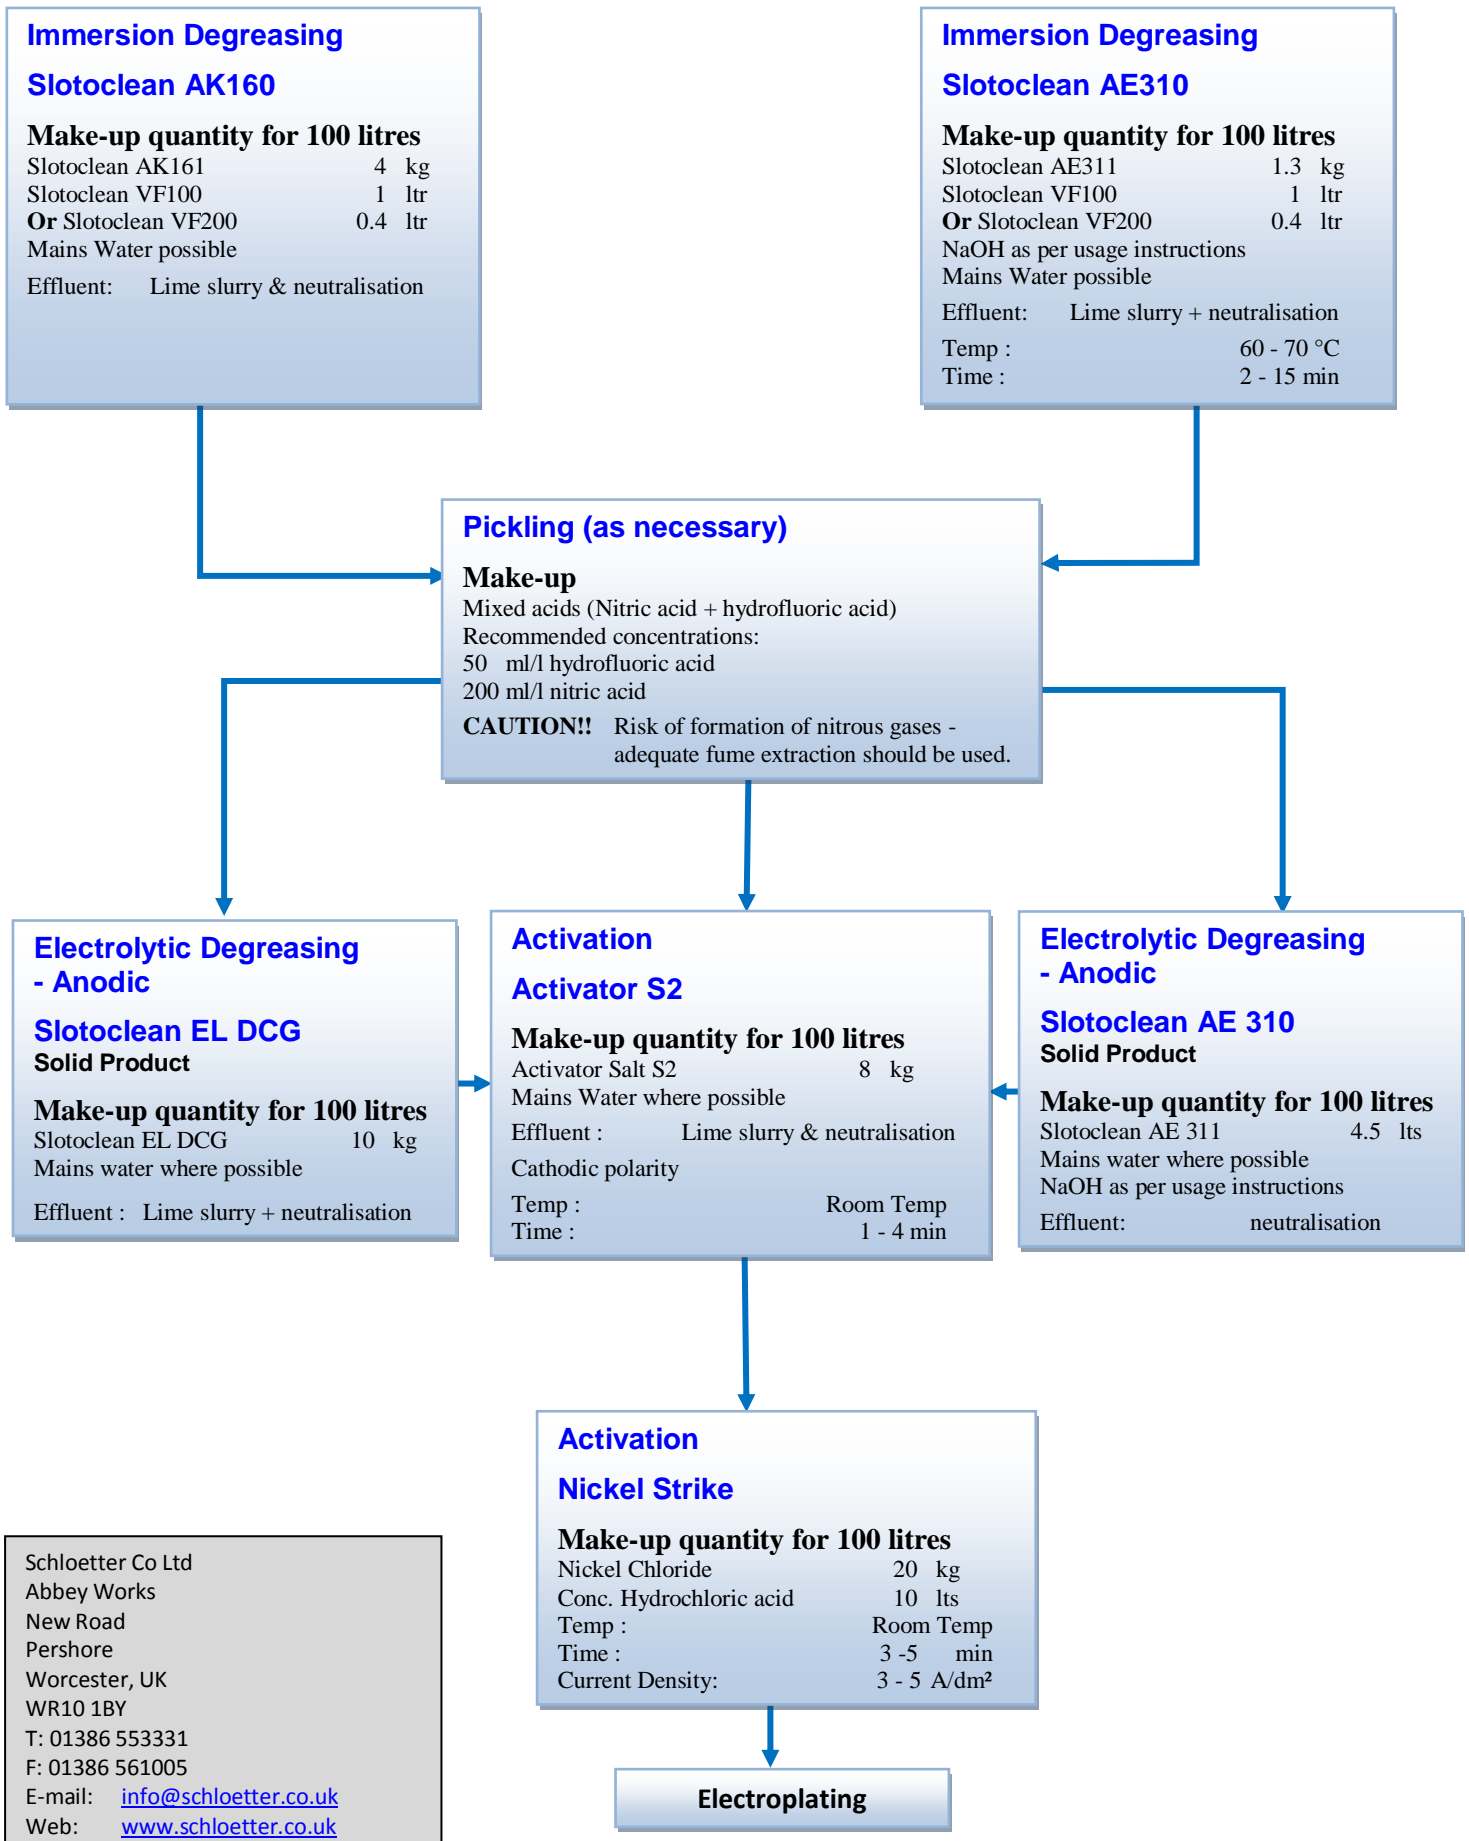 Immersion Degreasing
Slotoclean AK160
Make-up quantity for 100 litres
Slotoclean AK161 4 kg
Slotoclean VF100 1 ltr
Or Slotoclean VF200 0.4 ltr
Mains Water possible
Effluent: Lime slurry & neutralisation
Immersion Degreasing
Slotoclean AE310
Make-up quantity for 100 litres
Slotoclean AE311 1.3 kg
Slotoclean VF100 1 ltr
Or Slotoclean VF200 0.4 ltr
NaOH as per usage instructions
Mains Water possible
Effluent: Lime slurry + neutralisation
Temp : 60 - 70 °C
Time : 2 - 15 min
Pickling (as necessary)
Make-up
Mixed acids (Nitric acid + hydrofluoric acid)
Recommended concentrations:
50 ml/l hydrofluoric acid
200 ml/l nitric acid
CAUTION!! Risk of formation of nitrous gases -
adequate fume extraction should be used.
Electrolytic Degreasing
- Anodic
Slotoclean EL DCG
Solid Product
Make-up quantity for 100 litres
Slotoclean EL DCG 10 kg
Mains water where possible
Effluent : Lime slurry + neutralisation
Activation
Activator S2
Make-up quantity for 100 litres
Activator Salt S2 8 kg
Mains Water where possible
Effluent : Lime slurry & neutralisation
Cathodic polarity
Temp : Room Temp
Time : 1 - 4 min
Electrolytic Degreasing
- Anodic
Slotoclean AE 310
Solid Product
Make-up quantity for 100 litres
Slotoclean AE 311 4.5 lts
Mains water where possible
NaOH as per usage instructions
Effluent: neutralisation
Activation
Nickel Strike
Make-up quantity for 100 litres
Nickel Chloride 20 kg
Conc. Hydrochloric acid 10 lts
Temp : Room Temp
Time : 3 -5 min
Current Density: 3 - 5 A/dm²
Electroplating
Schloetter Co Ltd
Abbey Works
New Road
Pershore
Worcester, UK
WR10 1BY
T: 01386 553331
F: 01386 561005
E-mail: info@schloetter.co.uk
Web: www.schloetter.co.uk